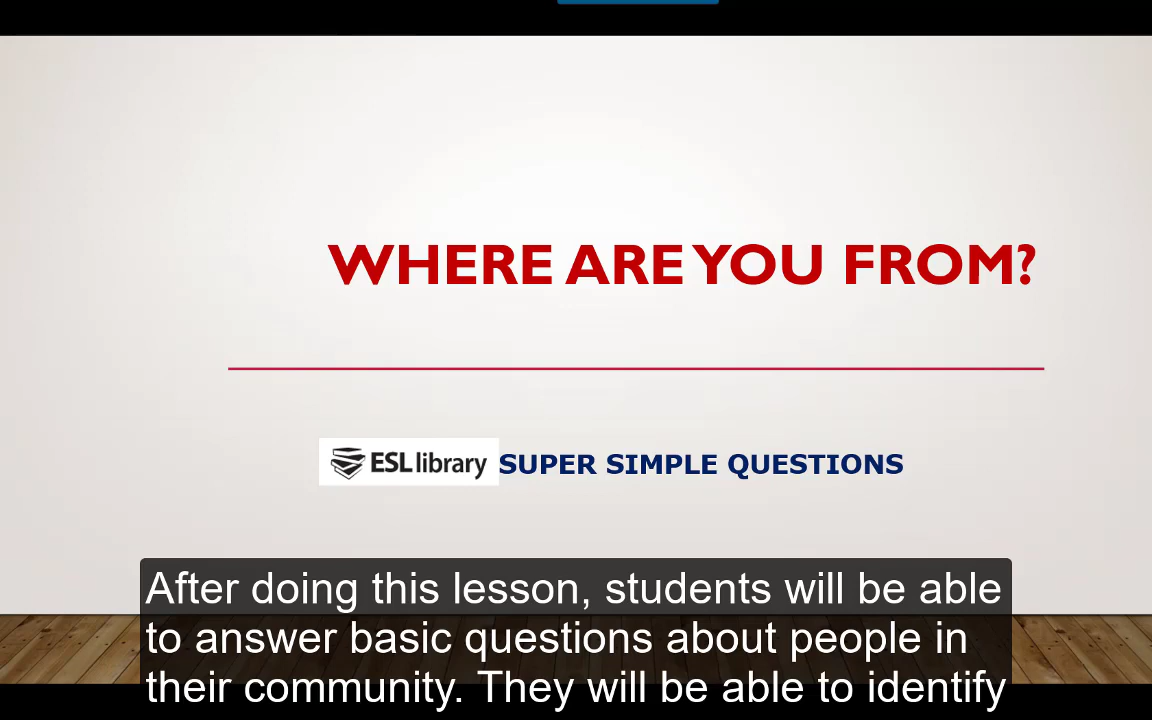 WHERE ARE YOU FROM?
ESL library SUPER SIMPLE QUESTIONS
After doing this lesson, students will be able
to answer basic questions about people in
their community. They will be able to identify